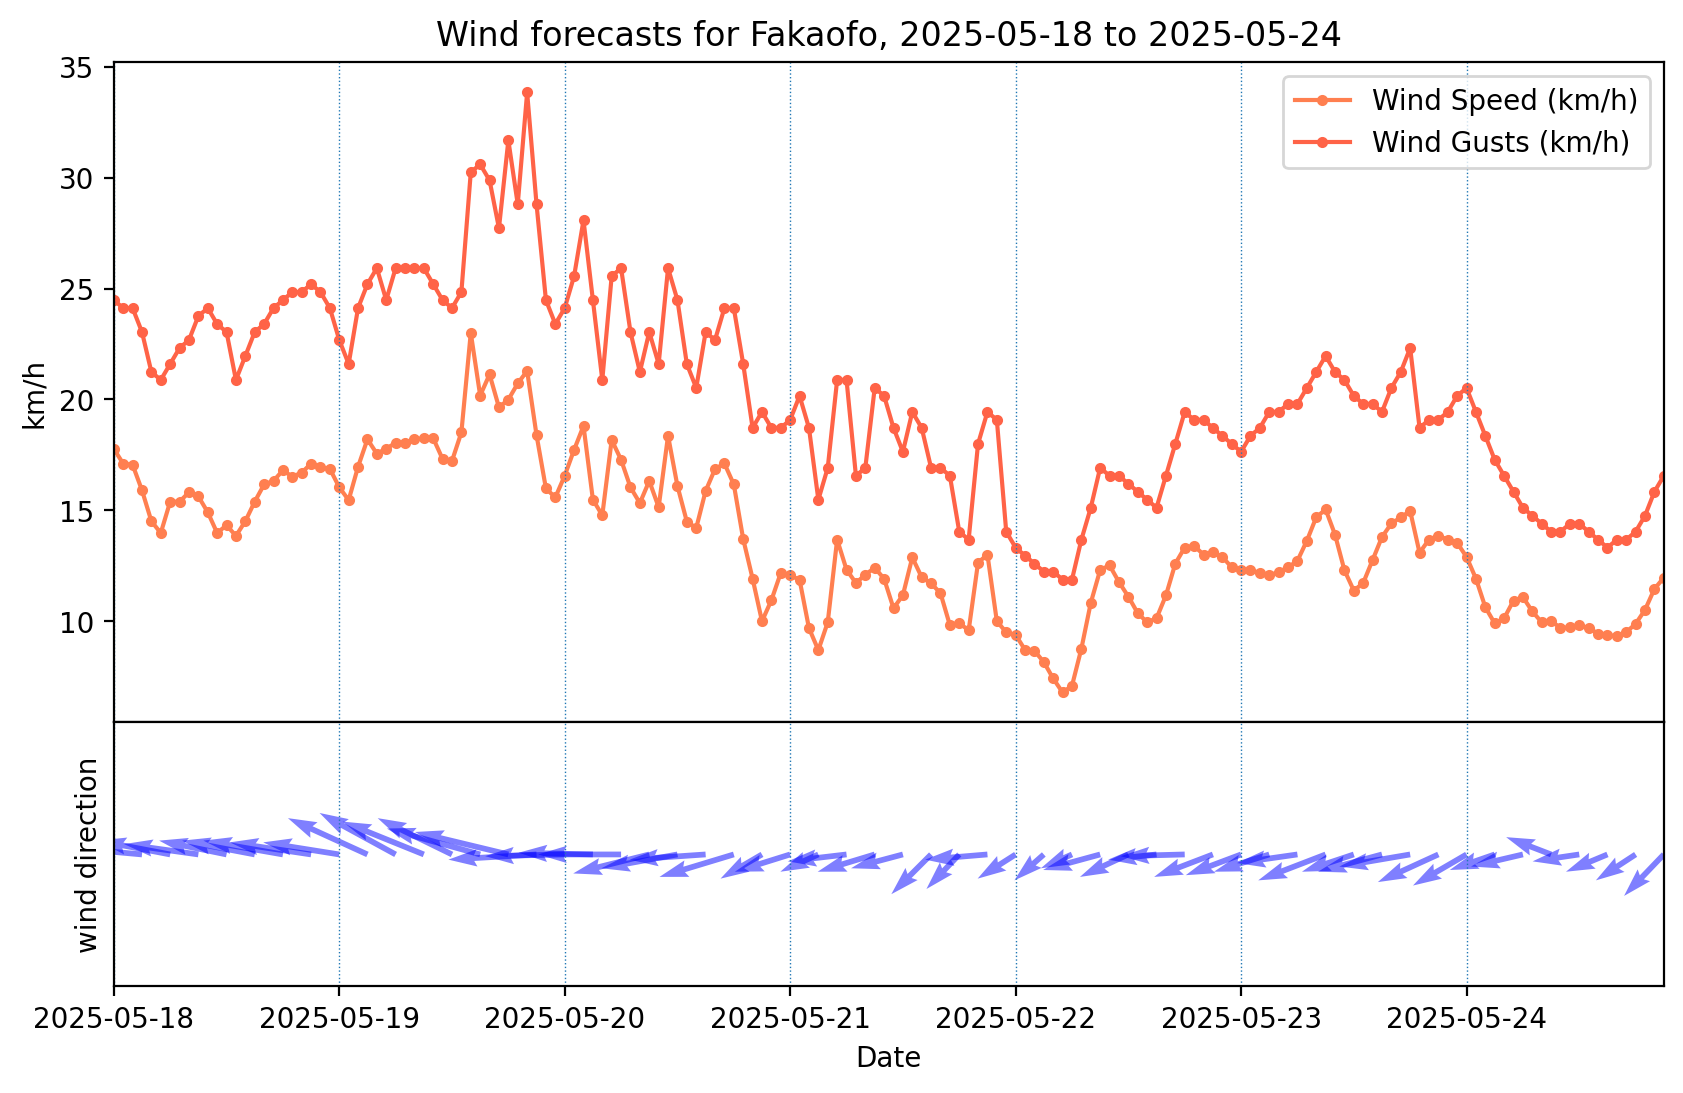 Wind forecasts for Fakaofo, 2025-05-18 to 2025-05-24
Wind Speed (km/h)
Wind Gusts (km/h)
35
30
25
20
15
10
km/h
wind direction
2025-05-18
2025-05-19
2025-05-20
2025-05-21
2025-05-22
2025-05-23
2025-05-24
Date